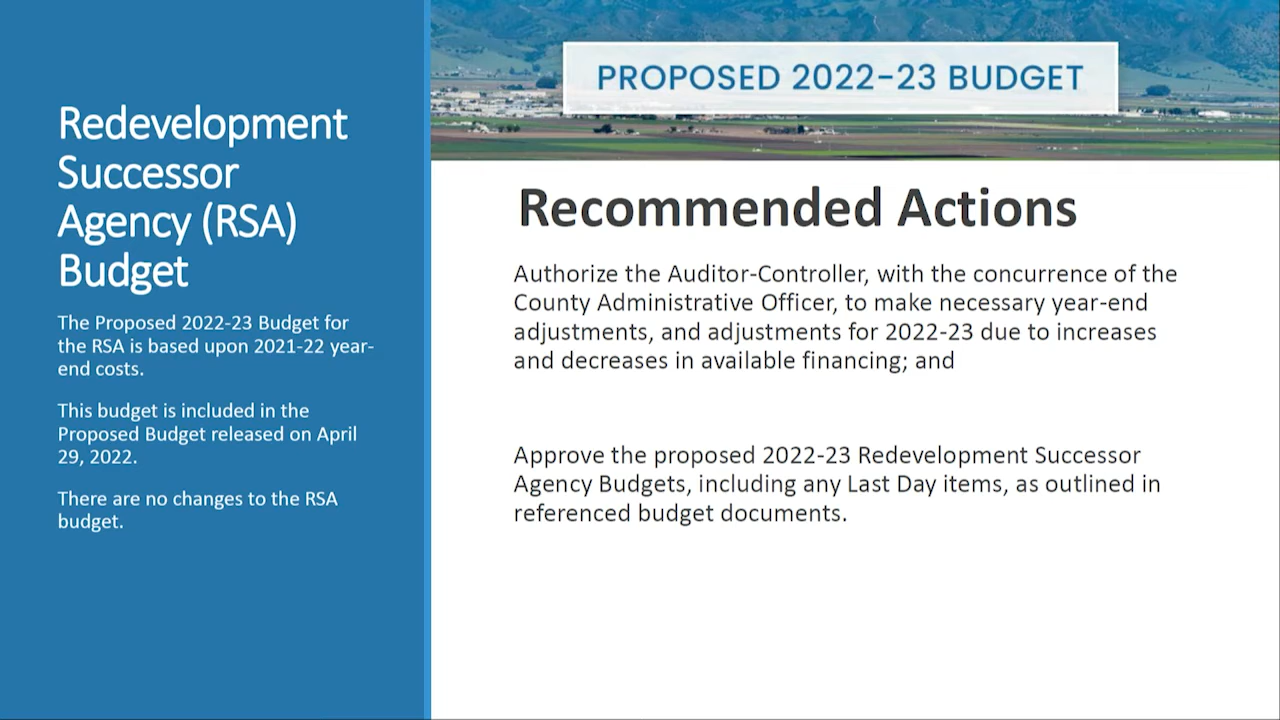 Redevelopment
Successor
Agency (RSA)
Budget
The Proposed 2022-23 Budget for
the RSA is based upon 2021-22 year-
end costs.
This budget is included in the
Proposed Budget released on April
29, 2022.
There are no changes to the RSA
budget.
PROPOSED 2022-23 BUDGET
Recommended Actions
Authorize the Auditor-Controller, with the concurrence of the
County Administrative Officer, to make necessary year-end
adjustments, and adjustments for 2022-23 due to increases
and decreases in available financing; and
Approve the proposed 2022-23 Redevelopment Successor
Agency Budgets, including any Last Day items, as outlined in
referenced budget documents.